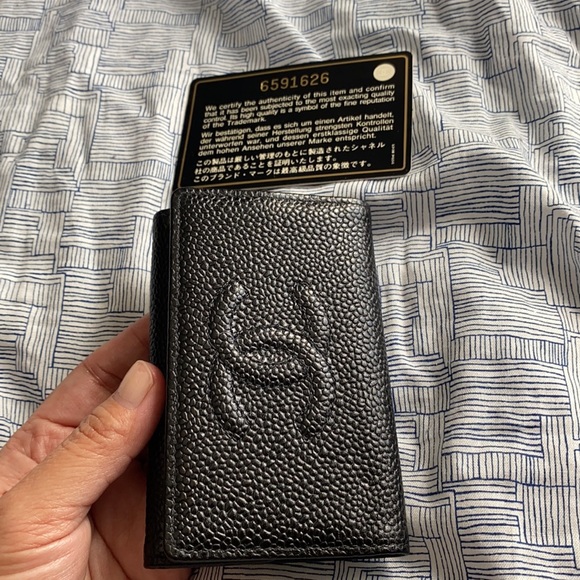 6591626
We certify the authenticity of this item and confirm
that it has been subjected to the most exacting quality
control. Its high quality is a symbol of the fine reputation
of the Trademark.
Wir bestätigen, dass es sich um einen Artikel handelt,
der während seiner Herstellung strengsten Kontrollen
unterworfen war, und dessen erstklassige Qualität
dem hohen Ansehen unserer Marke entspricht.
この製品は厳しい管理のもとに製造されたシャネル
社の商品であることを証明いたします。
このブランド・マークは最高級品質の象徴です。